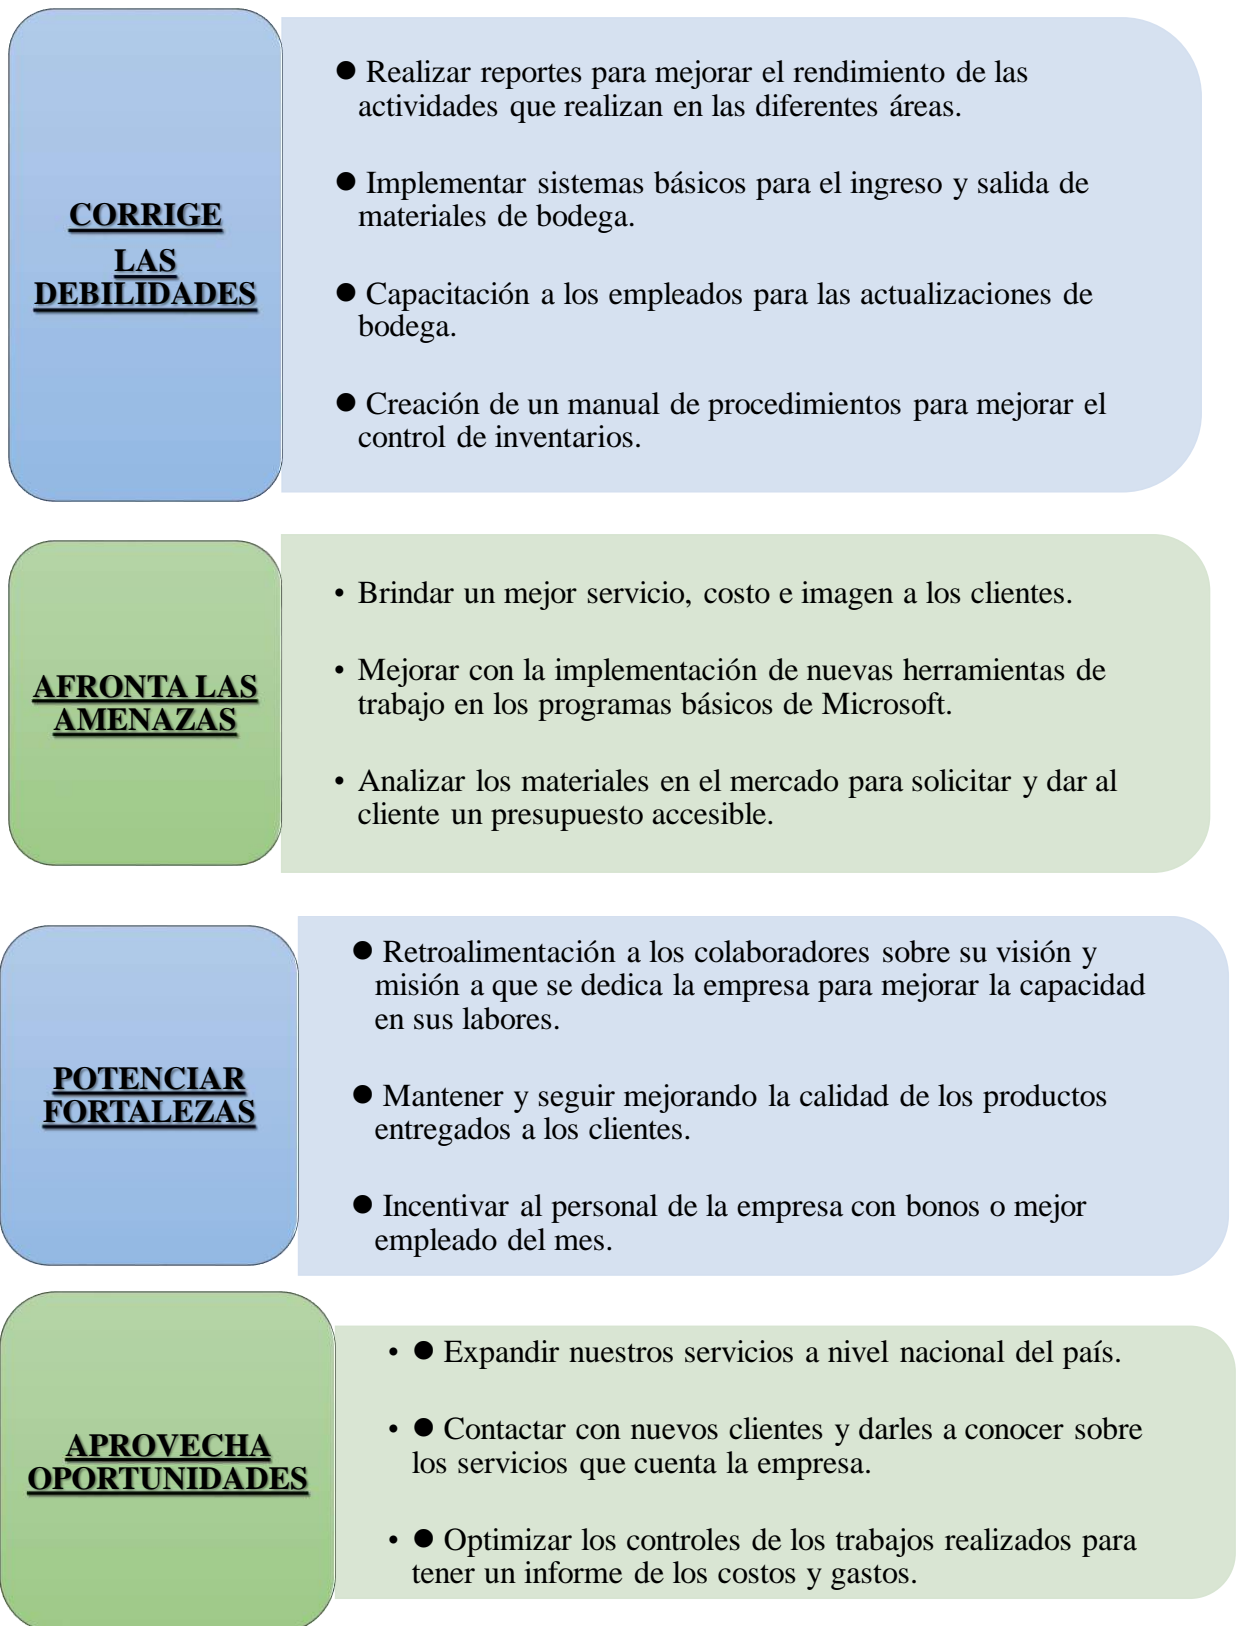 CORRIGE
LAS
DEBILIDADES
● Realizar reportes para mejorar el rendimiento de las
actividades que realizan en las diferentes áreas.
● Implementar sistemas básicos para el ingreso y salida de
materiales de bodega.
● Capacitación a los empleados para las actualizaciones de
bodega.
● Creación de un manual de procedimientos para mejorar el
control de inventarios.
AFRONTA LAS
AMENAZAS
• Brindar un mejor servicio, costo e imagen a los clientes.
• Mejorar con la implementación de nuevas herramientas de
trabajo en los programas básicos de Microsoft.
• Analizar los materiales en el mercado para solicitar y dar al
cliente un presupuesto accesible.
POTENCIAR
FORTALEZAS
● Retroalimentación a los colaboradores sobre su visión y
misión a que se dedica la empresa para mejorar la capacidad
en sus labores.
● Mantener y seguir mejorando la calidad de los productos
entregados a los clientes.
● Incentivar al personal de la empresa con bonos o mejor
empleado del mes.
APROVECHA
OPORTUNIDADES
• ● Expandir nuestros servicios a nivel nacional del país.
• ● Contactar con nuevos clientes y darles a conocer sobre
los servicios que cuenta la empresa.
• ● Optimizar los controles de los trabajos realizados para
tener un informe de los costos y gastos.